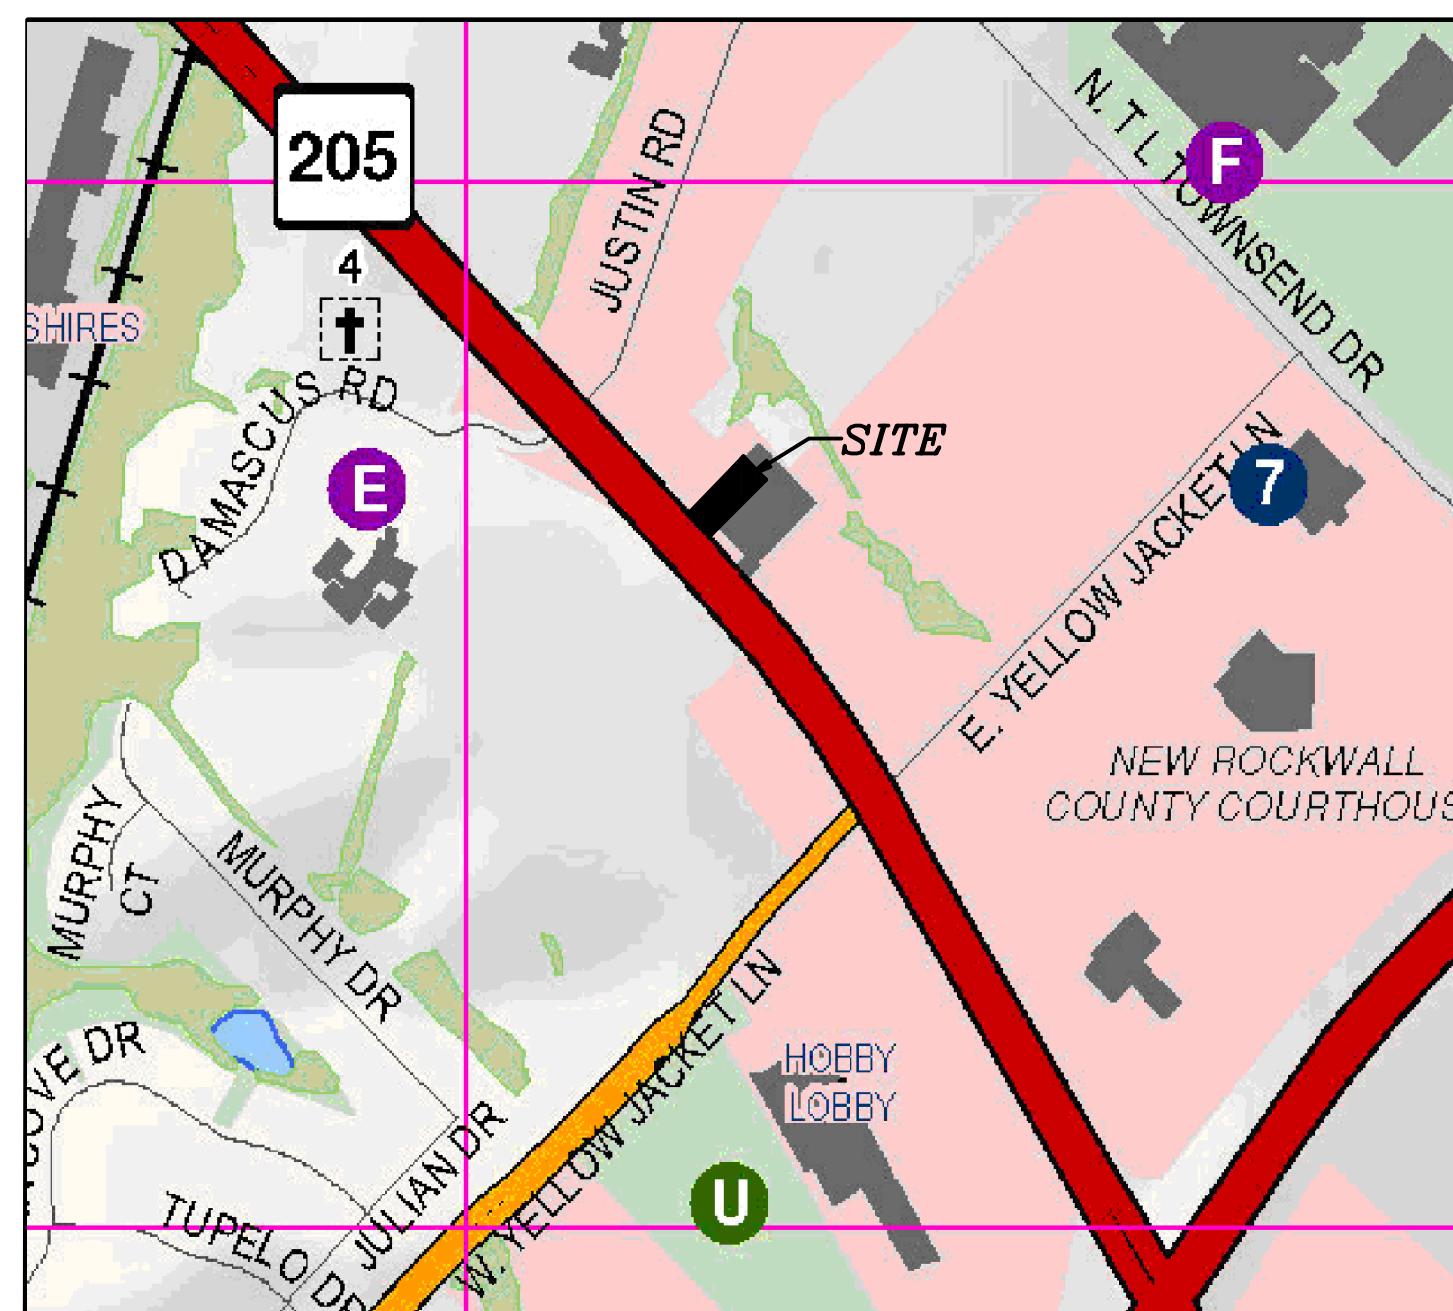 205
JUSTIN RD
N. T L TOWNSEND DR
F
4
SHIRES
DAMASCUS RD
E
SITE
7
E. YELLOW JACKET LN
NEW ROCKWALL
COUNTY COURTHOUS
MURPHY
CT
MURPHY DR
OVE DR
HOBBY
LOBBY
W. YELLOW JACKET LN
JULIAN DR
U
TUPELO DR